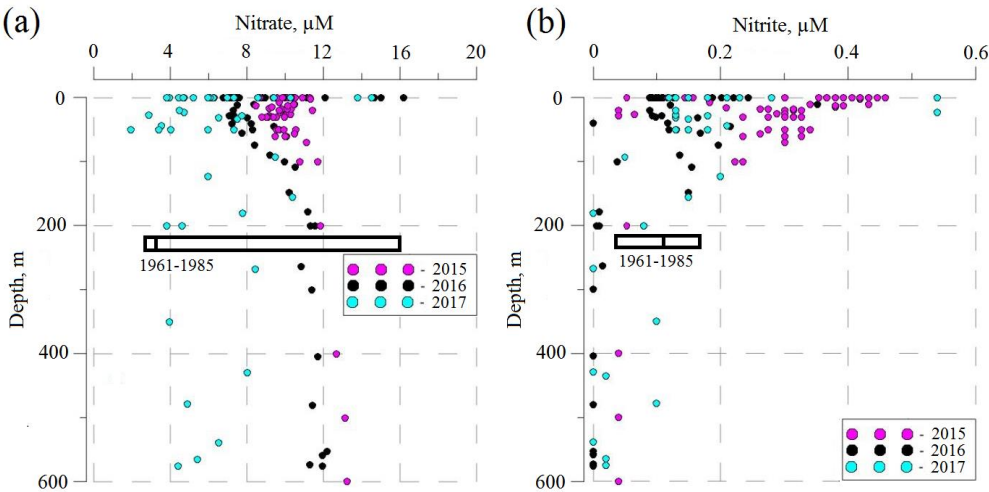 (a)
Nitrate, µM
0 4 8 12 16 20
0
200
400
600
Depth, m
1961-1985
- 2015
- 2016
- 2017
(b)
Nitrite, µM
0 0.2 0.4 0.6
0
200
400
600
Depth, m
1961-1985
- 2015
- 2016
- 2017